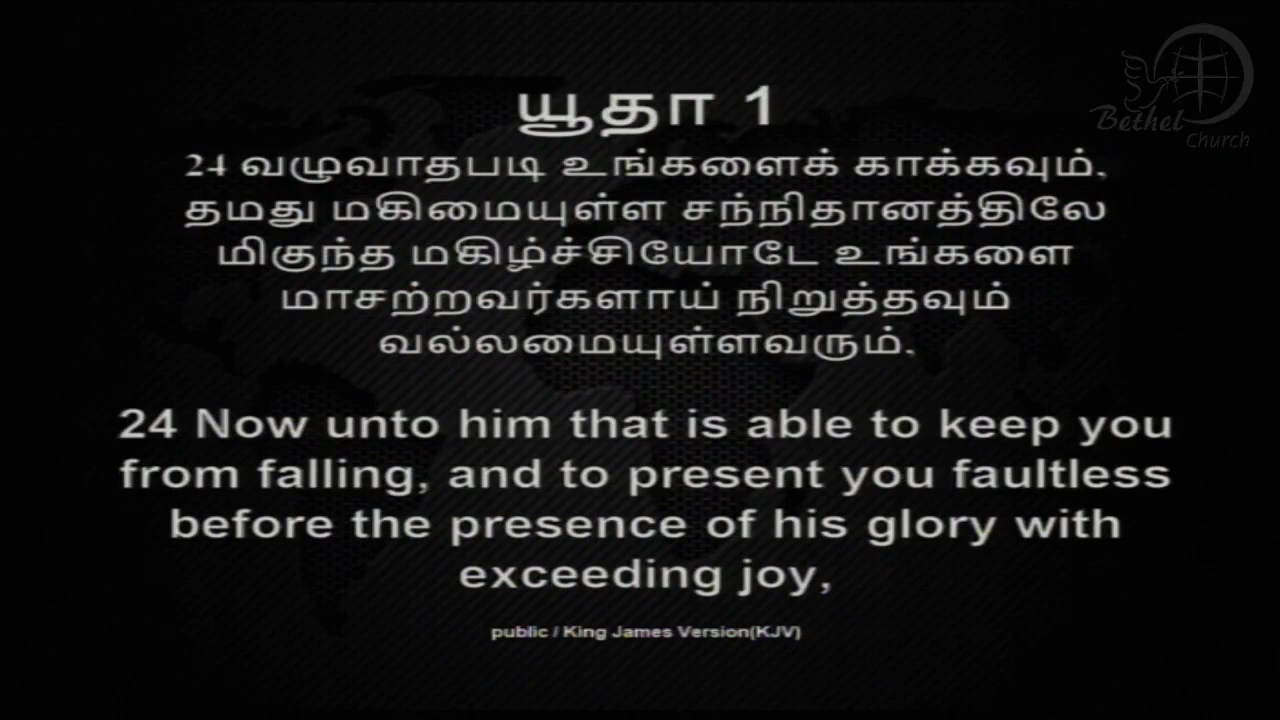 Bethel
Church
யூதா 1
24 வழுவாதபடி உங்களைக் காக்கவும்,
தமது மகிமையுள்ள சந்நிதானத்திலே
மிகுந்த மகிழ்ச்சியோடே உங்களை
மாசற்றவர்களாய் நிறுத்தவும்
வல்லமையுள்ளவரும்,
24 Now unto him that is able to keep you
from falling, and to present you faultless
before the presence of his glory with
exceeding joy,
public / King James Version(KJV)